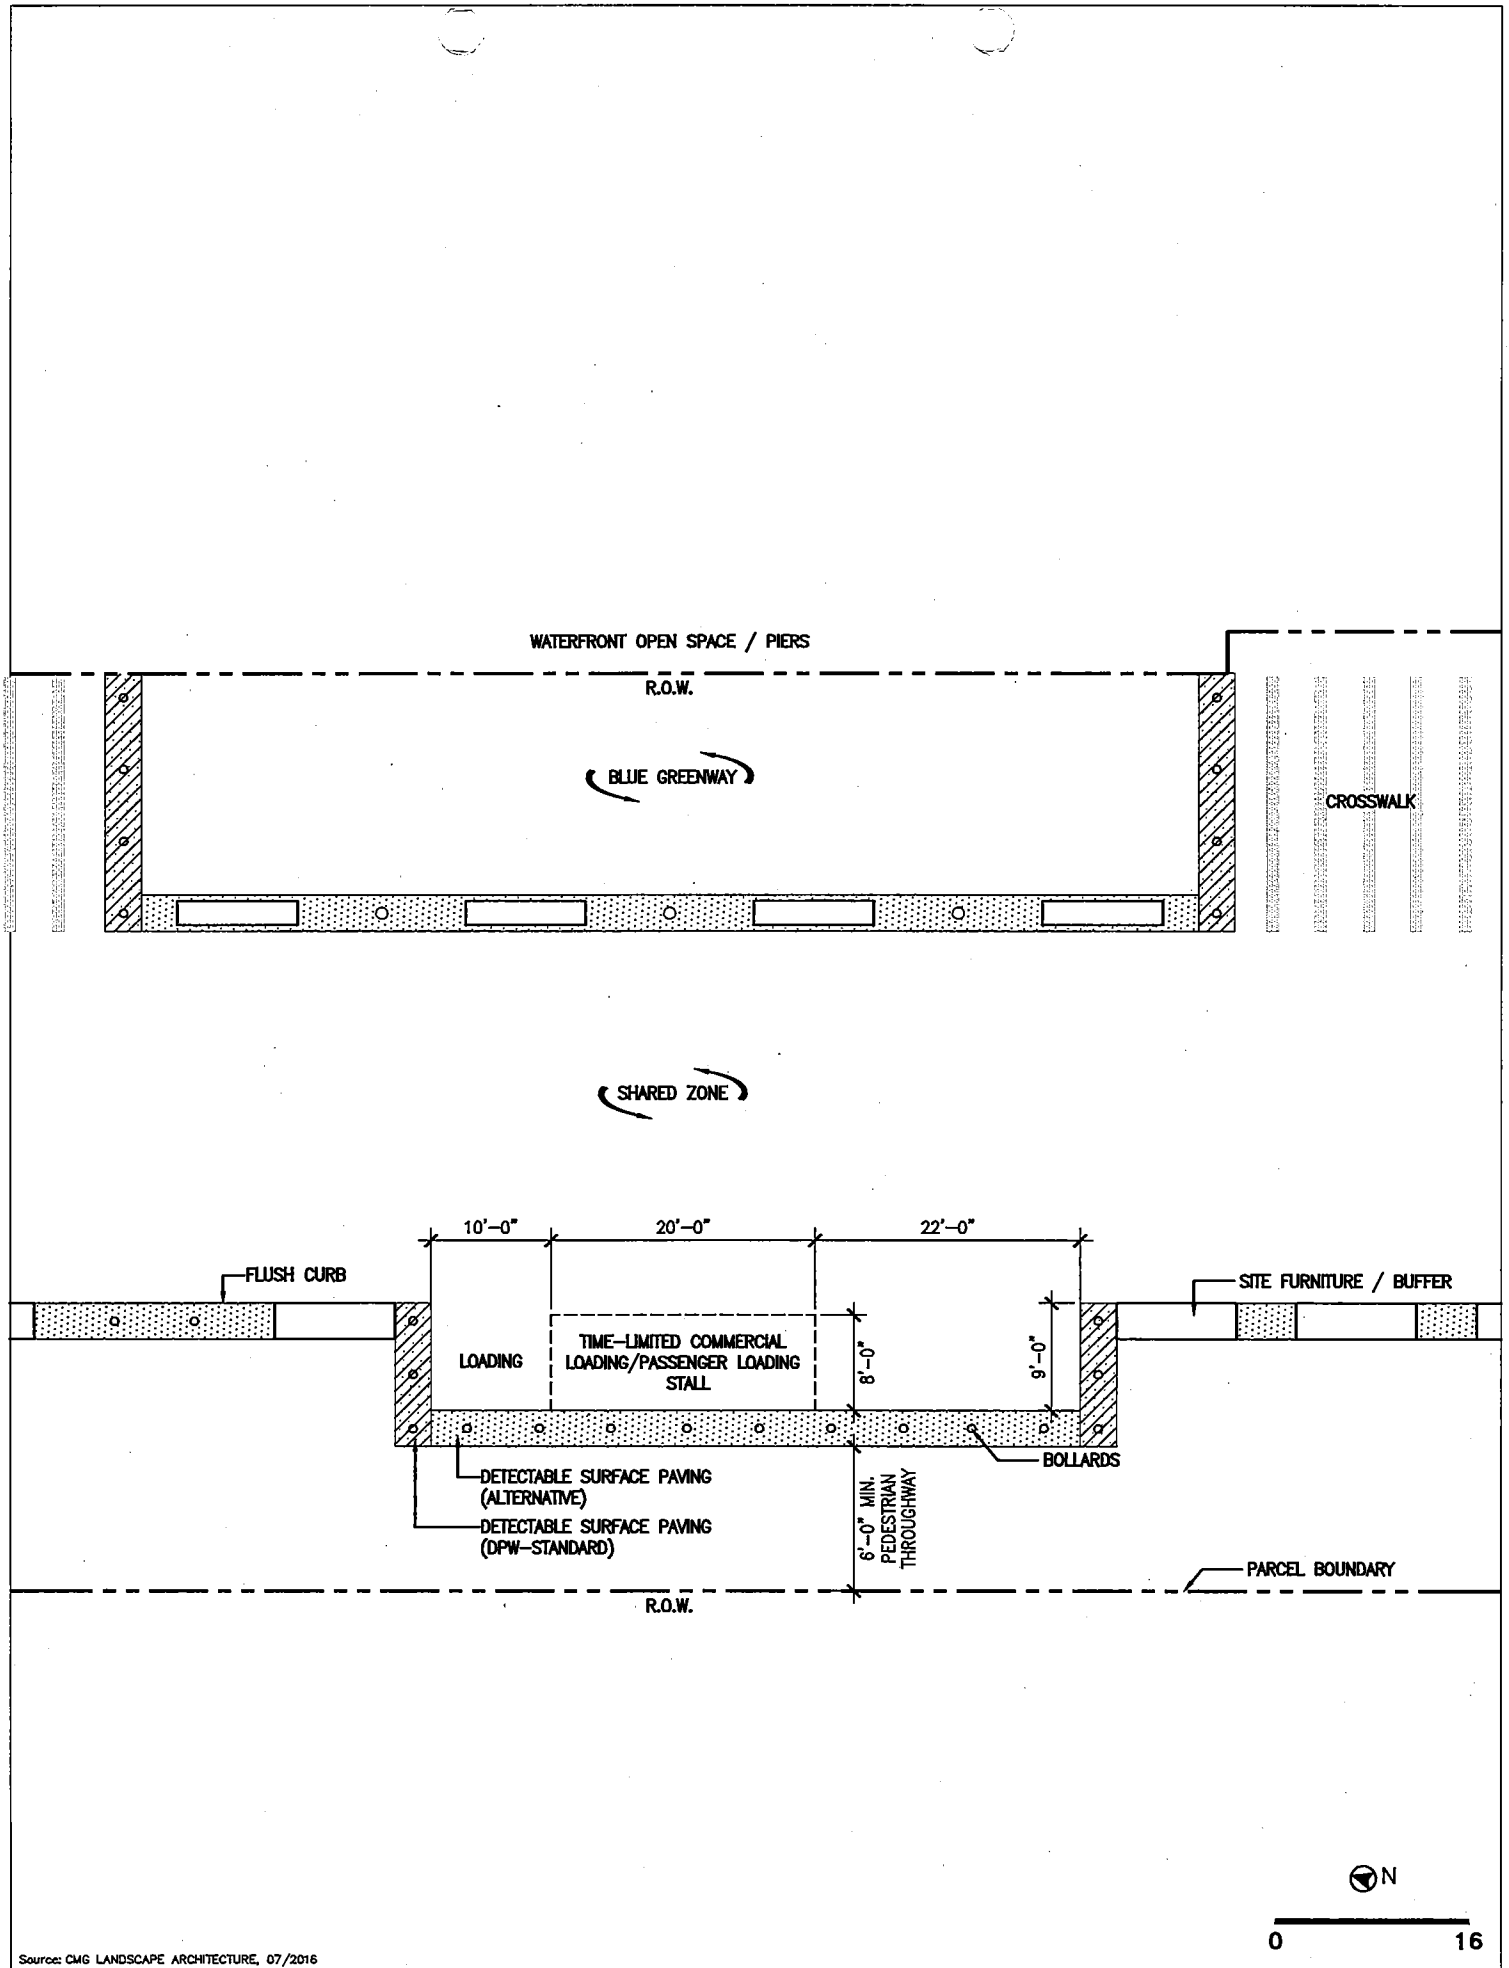 WATERFRONT OPEN SPACE / PIERS
R.O.W.
BLUE GREENWAY
CROSSWALK
SHARED ZONE
10'-0"
20'-0"
22'-0"
FLUSH CURB
SITE FURNITURE / BUFFER
LOADING
TIME-LIMITED COMMERCIAL
LOADING/PASSENGER LOADING
STALL
8'-0"
9'-0"
BOLLARDS
DETECTABLE SURFACE PAVING
(ALTERNATIVE)
DETECTABLE SURFACE PAVING
(DPW-STANDARD)
6'-0" MIN.
PEDESTRIAN
THROUGHWAY
PARCEL BOUNDARY
R.O.W.
N
0 16
Source: CMG LANDSCAPE ARCHITECTURE, 07/2016